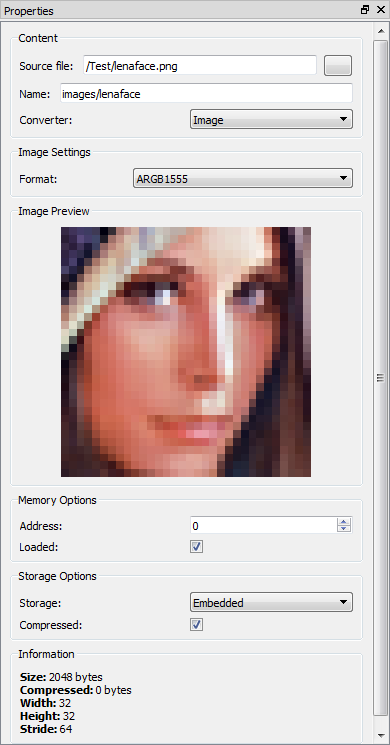 Properties
Content
Source file: /Test/lenaface.png
Name: images/lenaface
Converter: Image
Image Settings
Format: ARGB1555
Image Preview
Memory Options
Address: 0
Loaded:
Storage Options
Storage: Embedded
Compressed:
Information
Size: 2048 bytes
Compressed: 0 bytes
Width: 32
Height: 32
Stride: 64